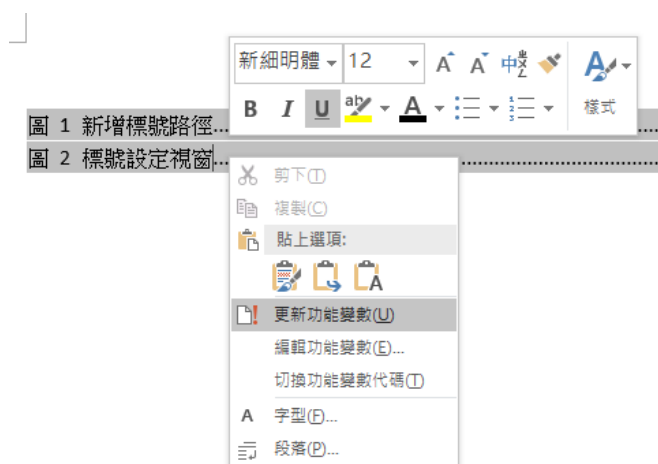 新細明體 12 A A 中 A
B I U ab A 樣式
圖 1 新增標號路徑...
圖 2 標號設定視窗...
剪下(T)
複製(C)
貼上選項:
更新功能變數(U)
編輯功能變數(E)...
切換功能變數代碼(T)
A 字型(F)...
段落(P)...